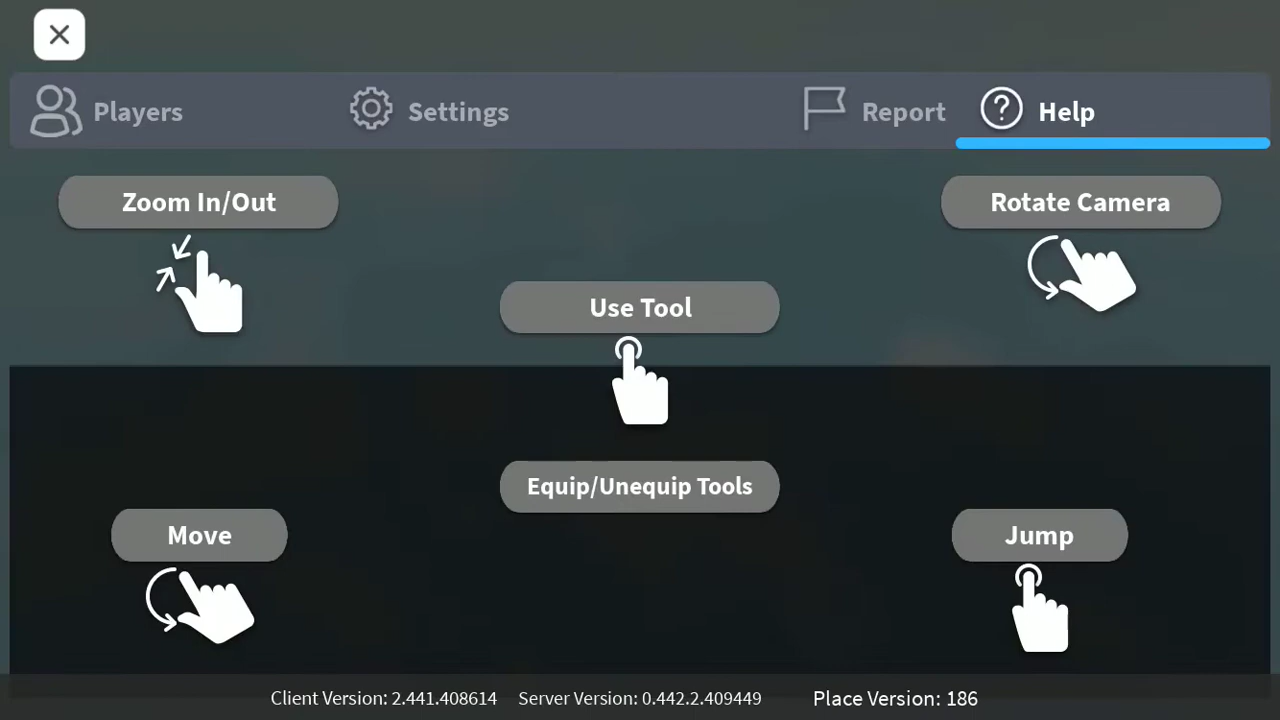 Players
Settings
Report
Help
Zoom In/Out
Rotate Camera
Use Tool
Equip/Unequip Tools
Move
Jump
Client Version: 2.441.408614 Server Version: 0.442.2.409449 Place Version: 186